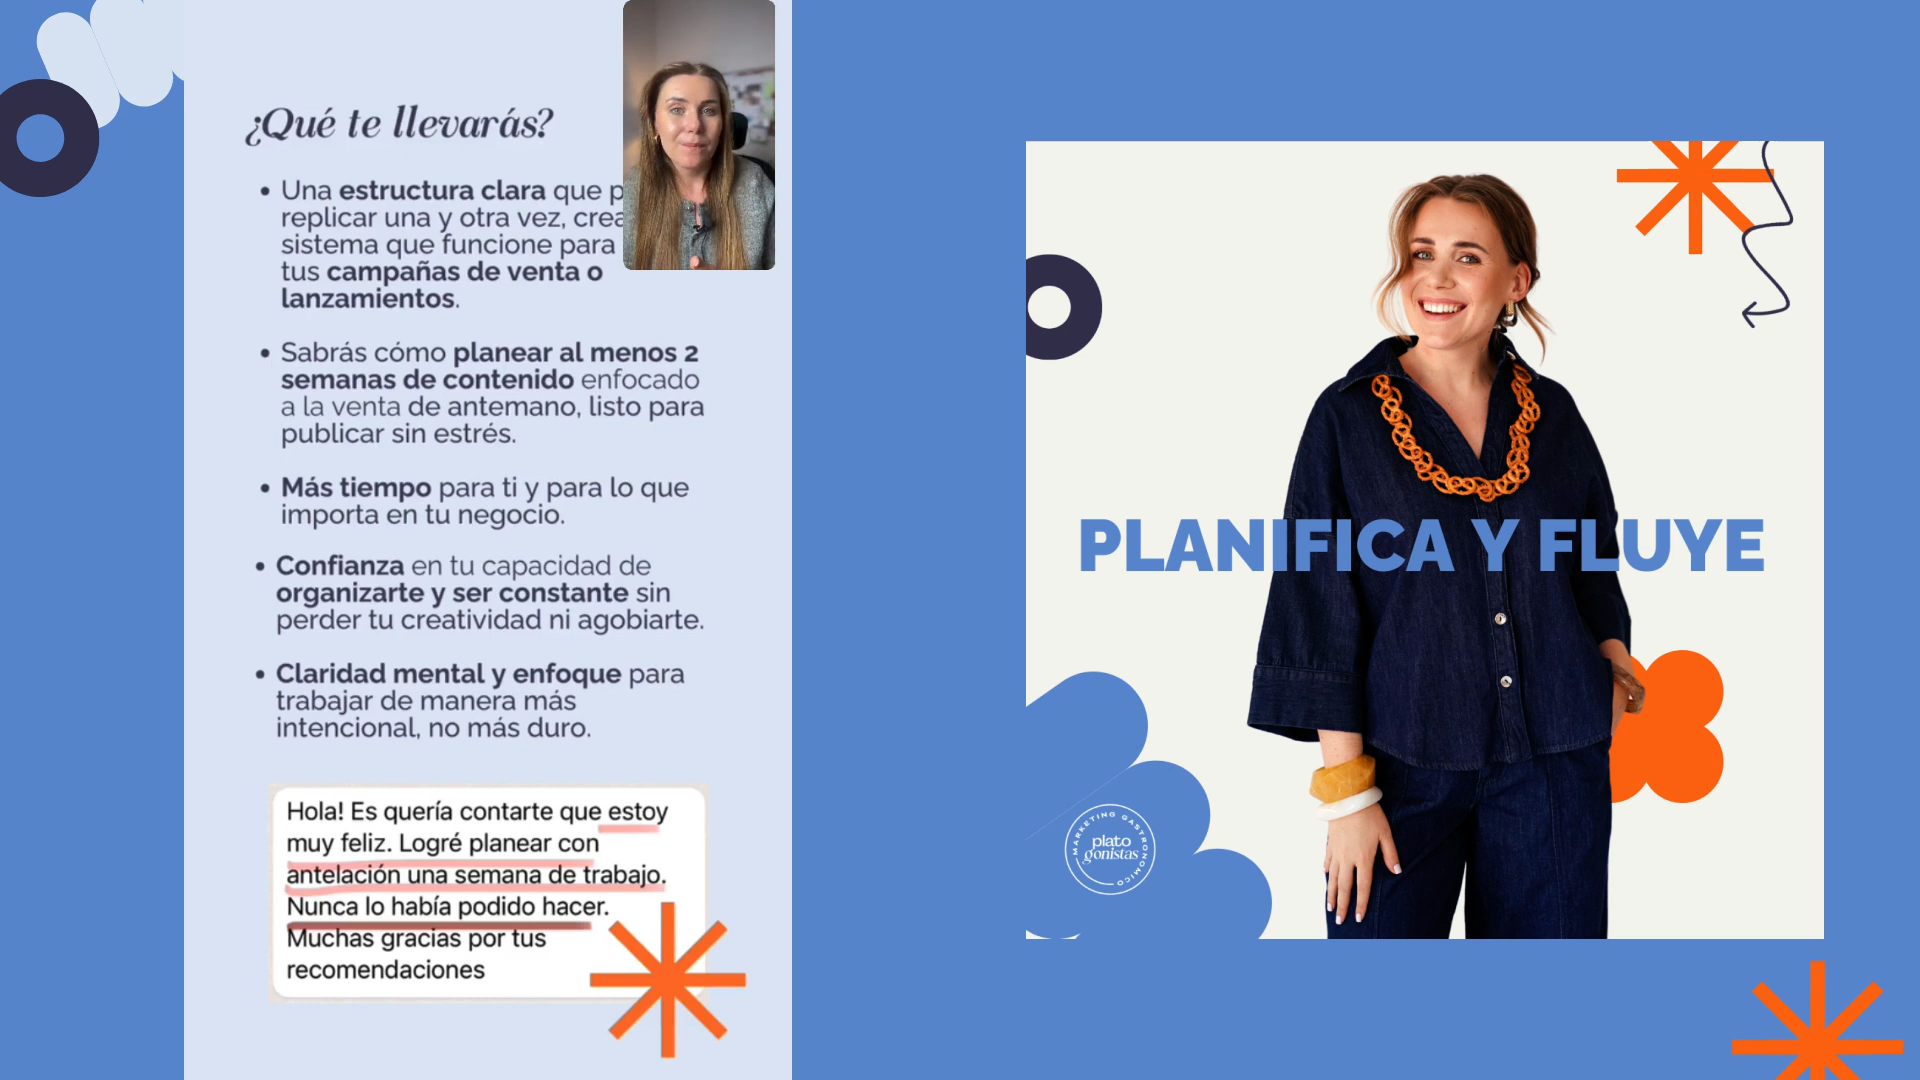 ¿Qué te llevarás?
• Una estructura clara que
replicar una y otra vez,
sistema que funcione para
tus campañas de venta o
lanzamientos.
• Sabrás cómo planear al menos 2
semanas de contenido enfocado
a la venta de antemano, listo para
publicar sin estrés.
• Más tiempo para ti y para lo que
importa en tu negocio.
• Confianza en tu capacidad de
organizarte y ser constante sin
perder tu creatividad ni agobiarte.
• Claridad mental y enfoque para
trabajar de manera más
intencional, no más duro.
Hola! Es quería contarte que estoy
muy feliz. Logré planear con
antelación una semana de trabajo.
Nunca lo había podido hacer.
Muchas gracias por tus
recomendaciones
PLANIFICA Y FLUYE
MARKETING GASTRONOMICO
plato
gonistas